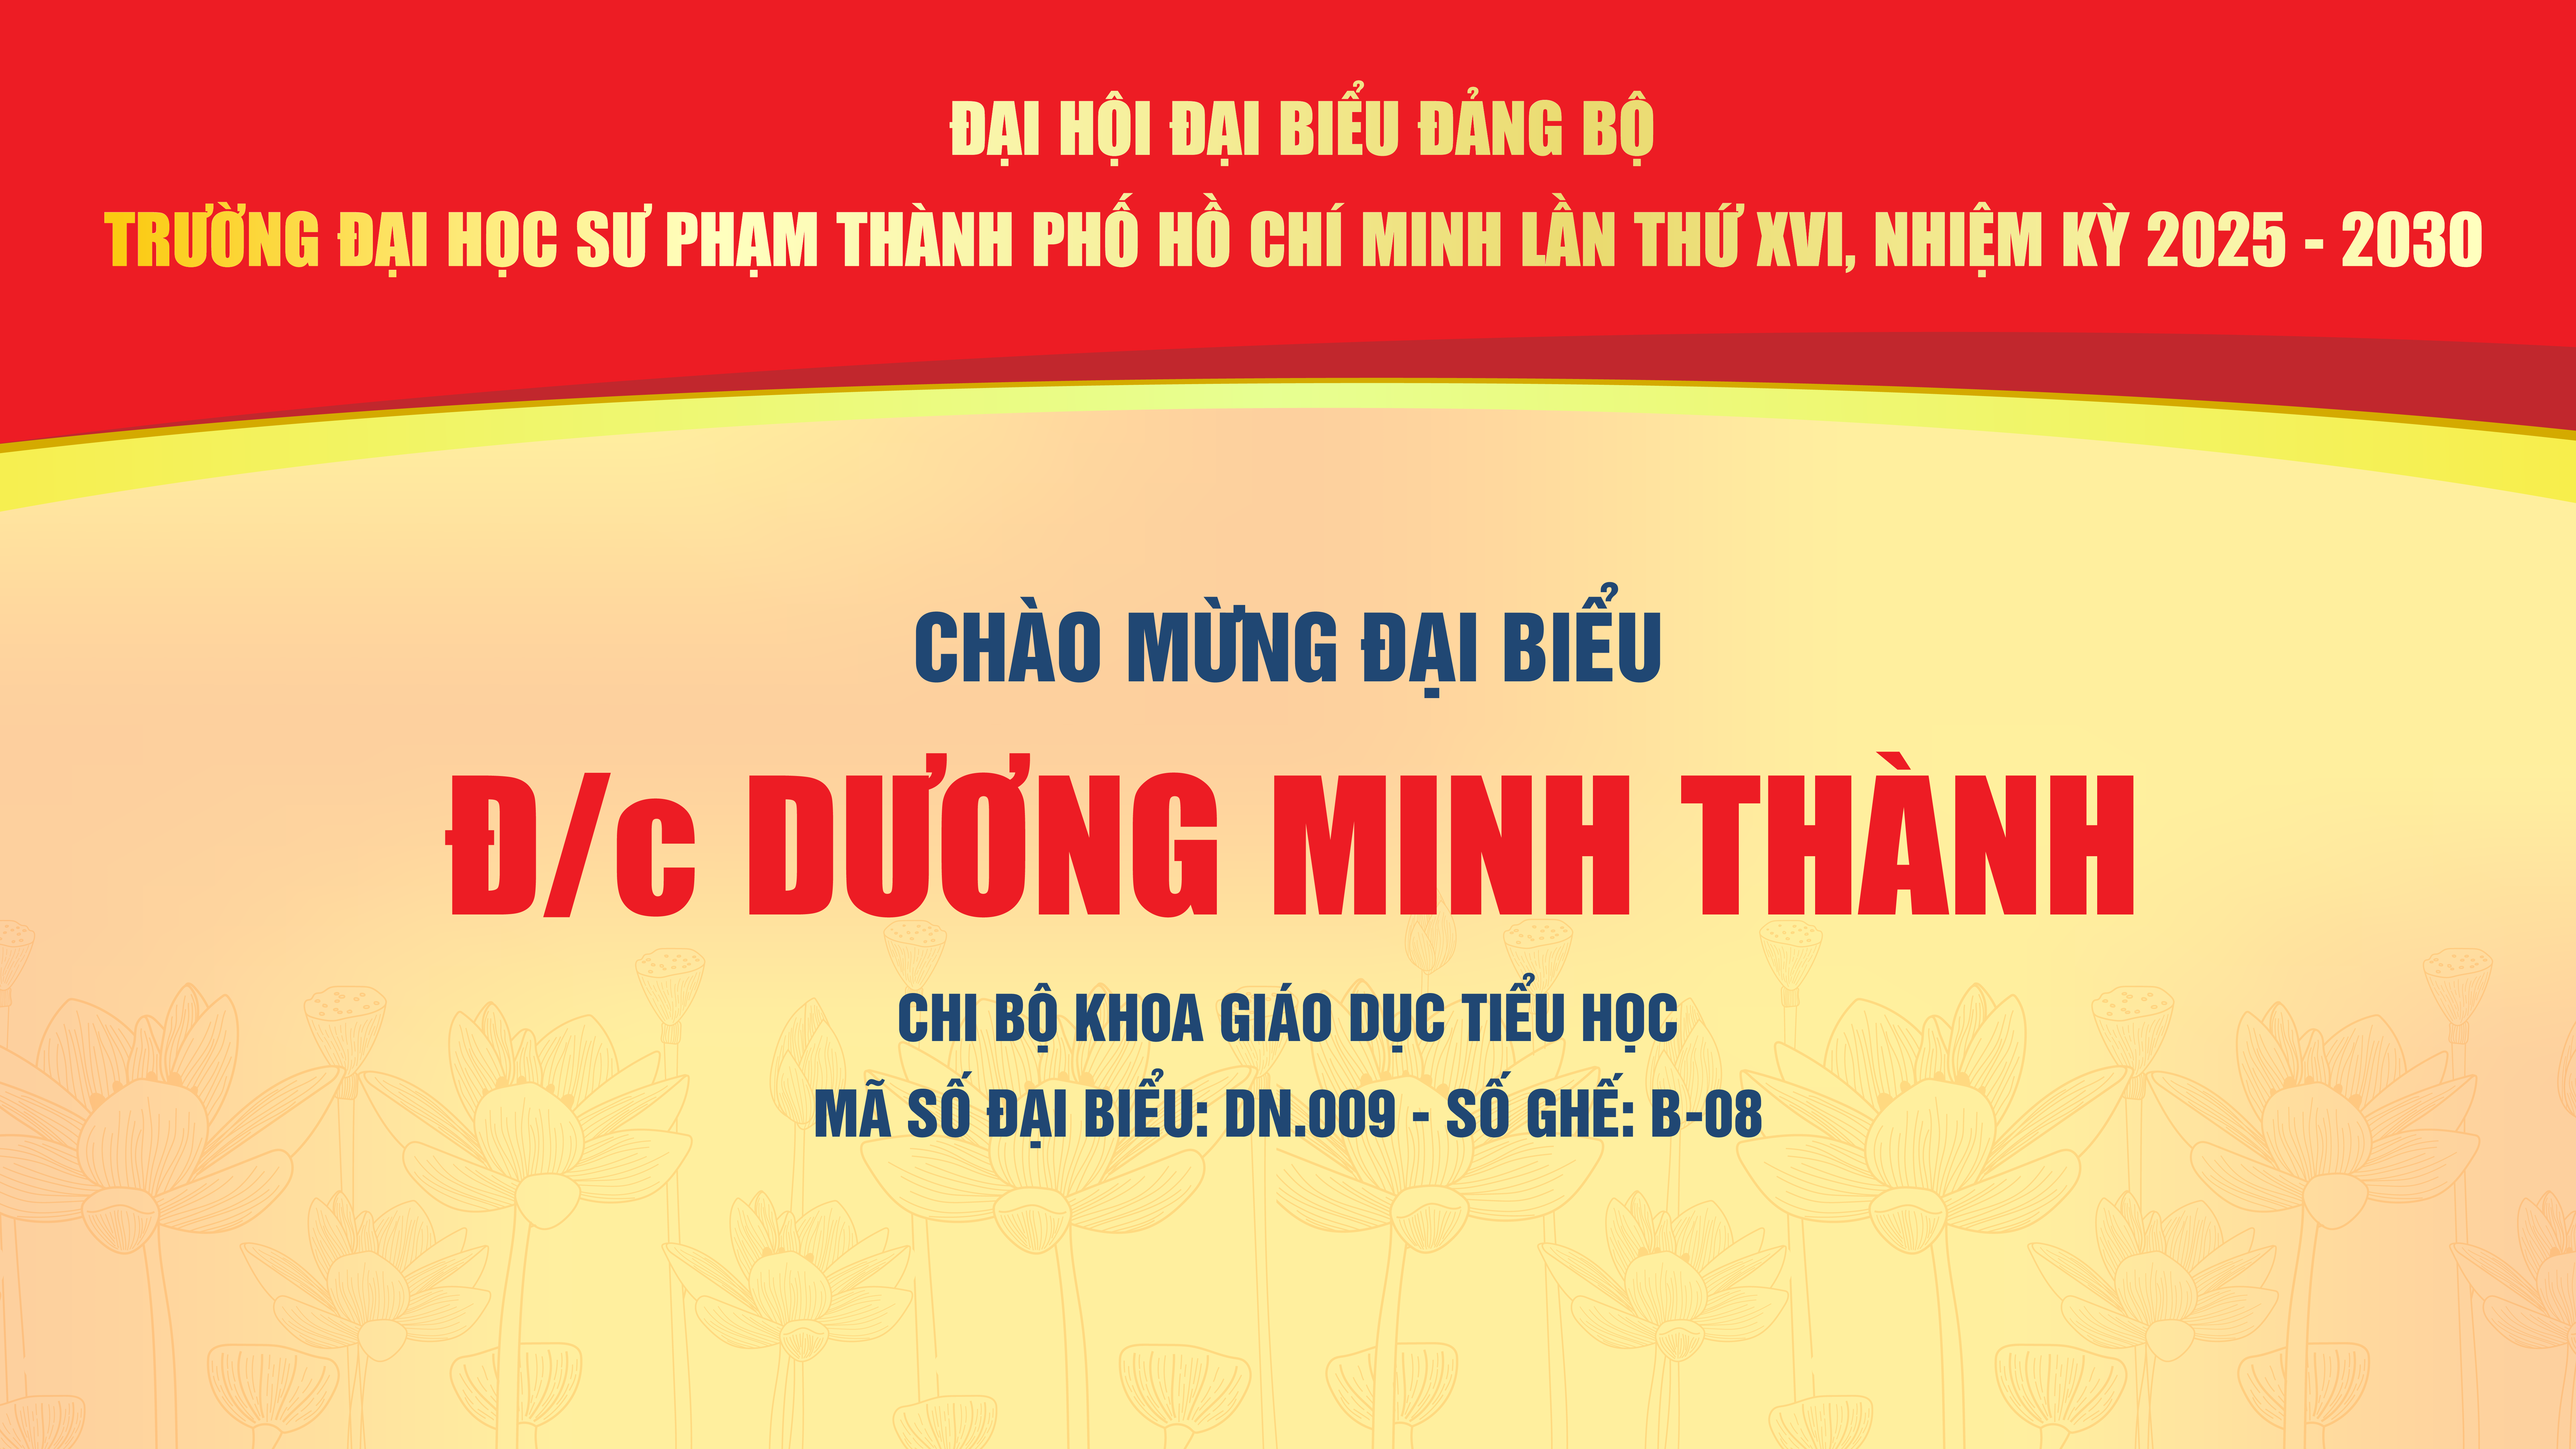 ĐẠI HỘI ĐẠI BIỂU ĐẢNG BỘ
TRƯỜNG ĐẠI HỌC SƯ PHẠM THÀNH PHỐ HỒ CHÍ MINH LẦN THỨ XVI, NHIỆM KỲ 2025 - 2030
CHÀO MỪNG ĐẠI BIỂU
Đ/c DƯƠNG MINH THÀNH
CHI BỘ KHOA GIÁO DỤC TIỂU HỌC
MÃ SỐ ĐẠI BIỂU: DN.009 - SỐ GHẾ: B-08